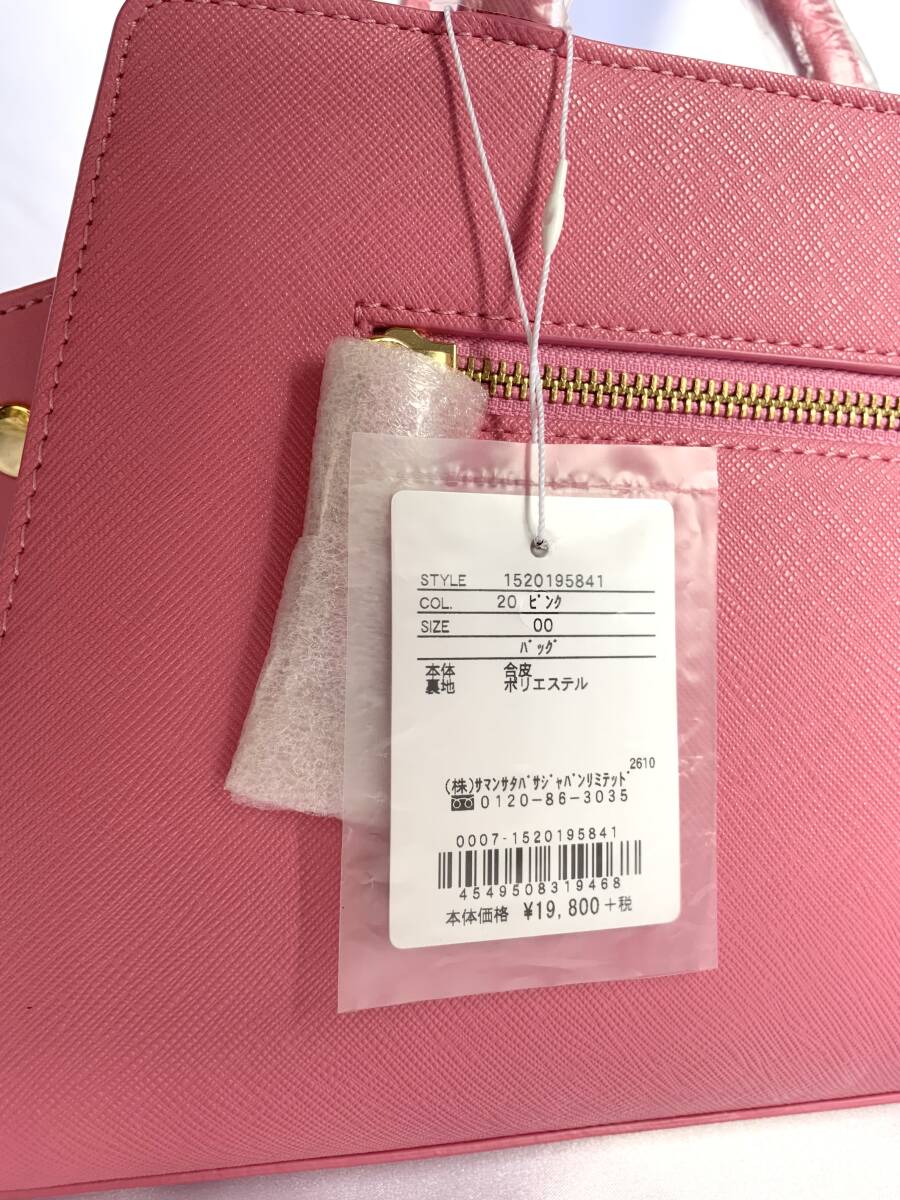 STYLE 1520195841
COL. 20 ﾋﾟﾝｸ
SIZE 00
ﾊﾞｯｸﾞ
本体 合皮
裏地 ポリエステル
2610
(株)ｻﾏﾝｻﾀﾊﾞｻｼﾞｬﾊﾟﾝﾘﾐﾃｯﾄﾞ
0120-86-3035
0007-1520195841
4549508319468
本体価格 ¥19,800+税